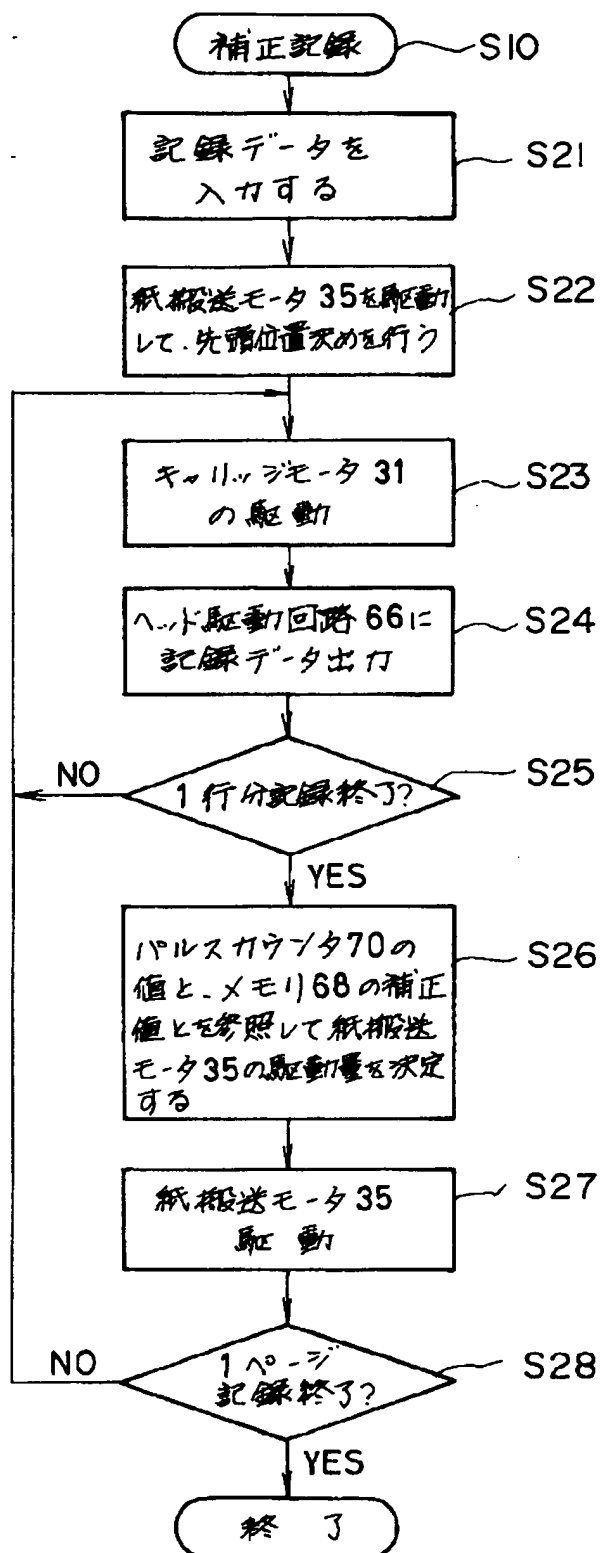 補正記録
S10
記録データを
入力する
S21
紙搬送モータ35を駆動
して、先頭位置決めを行う
S22
キャリッジモータ31
の駆動
S23
ヘッド駆動回路66に
記録データ出力
S24
NO
1行分記録終了?
S25
YES
パルスカウンタ70の
値と、メモリ68の補正
値とを参照して紙搬送
モータ35の駆動量を決定
する
S26
紙搬送モータ35
駆動
S27
NO
1ページ
記録終了?
S28
YES
終了